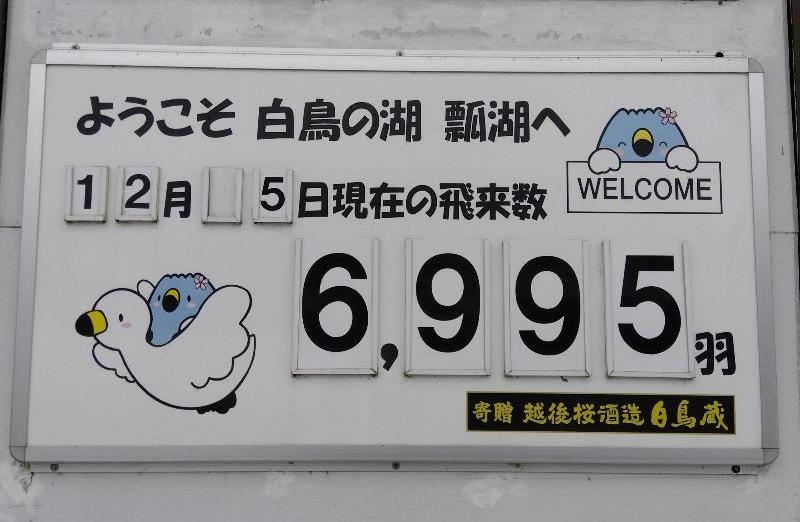 ようこそ 白鳥の湖 瓢湖へ
WELCOME
12月 5日現在の飛来数
6,995羽
寄贈 越後桜酒造 白鳥蔵